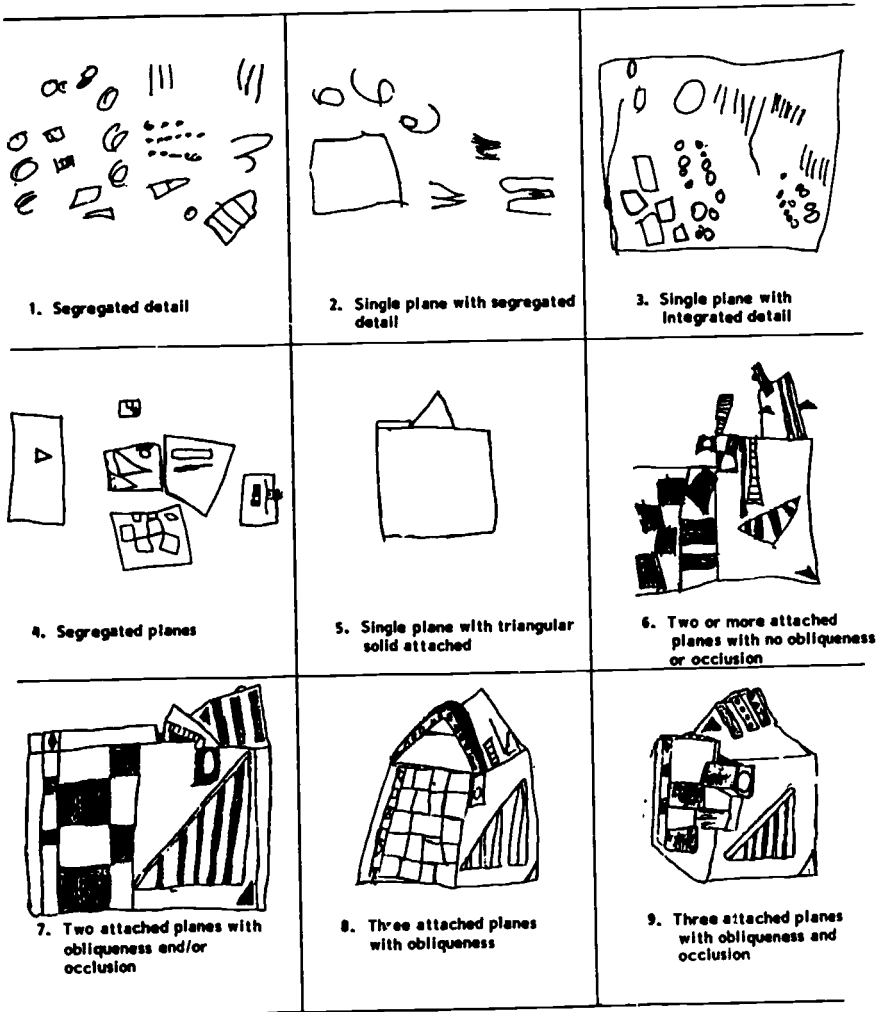 1. Segregated detail
2. Single plane with segregated
detail
3. Single plane with
Integrated detail
4. Segregated planes
5. Single plane with triangular
solid attached
6. Two or more attached
planes with no obliqueness
or occlusion
7. Two attached planes with
obliqueness end/or
occlusion
8. Three attached planes
with obliqueness
9. Three attached planes
with obliqueness and
occlusion